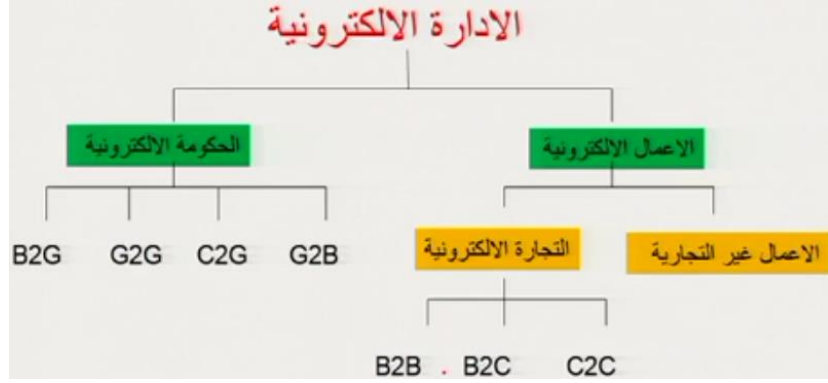 الادارة الالكترونية
الاعمال الالكترونية
الحكومة الالكترونية
B2G G2G C2G G2B
الاعمال غير التجارية
التجارة الالكترونية
B2B . B2C C2C